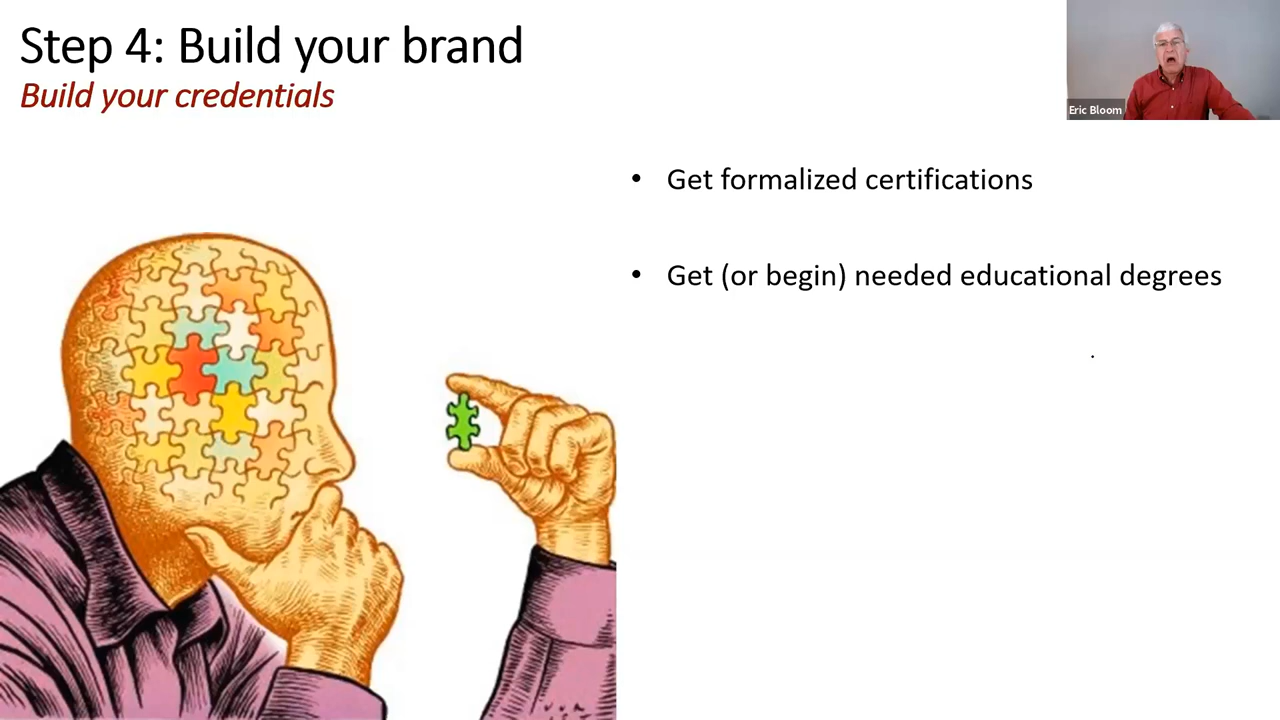 Step 4: Build your brand
Build your credentials
Eric Bloom
• Get formalized certifications
• Get (or begin) needed educational degrees